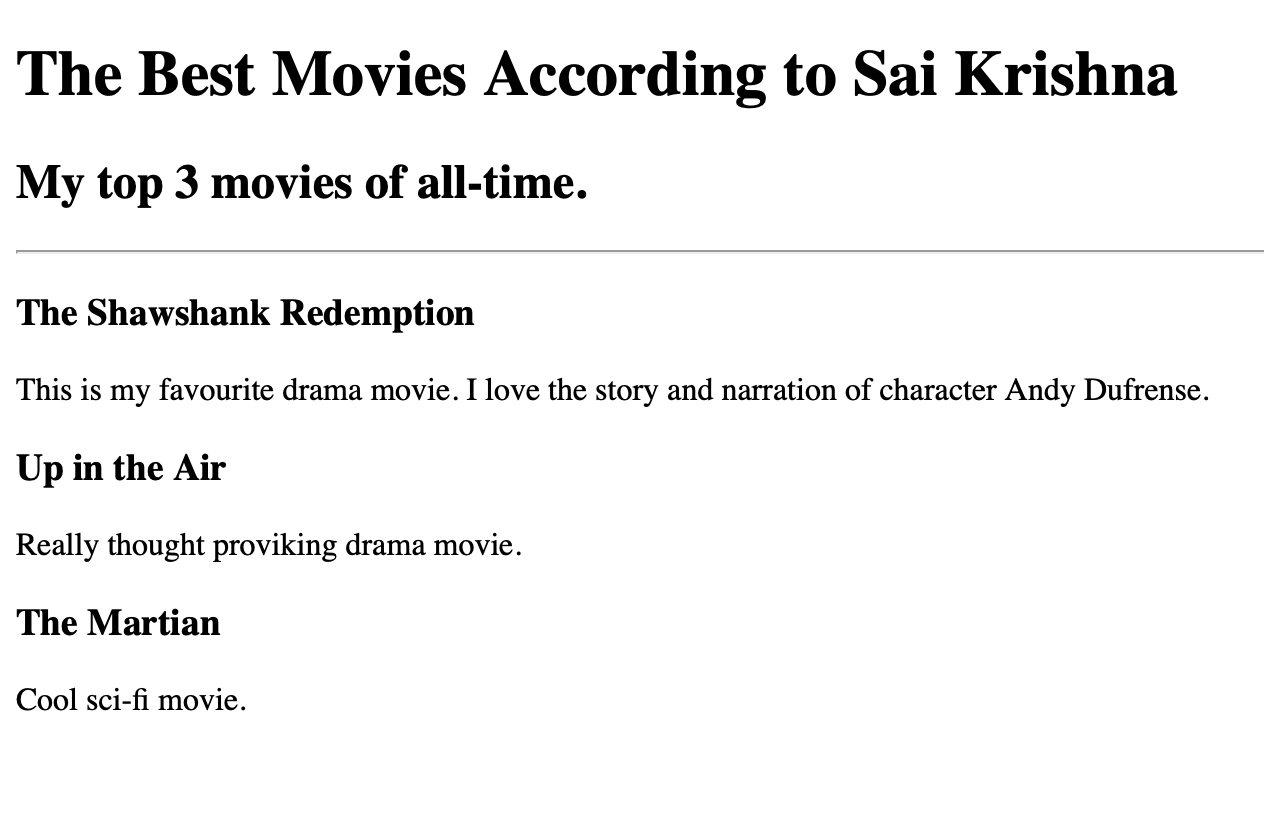 The Best Movies According to Sai Krishna
My top 3 movies of all-time.
The Shawshank Redemption
This is my favourite drama movie. I love the story and narration of character Andy Dufrense.
Up in the Air
Really thought proviking drama movie.
The Martian
Cool sci-fi movie.